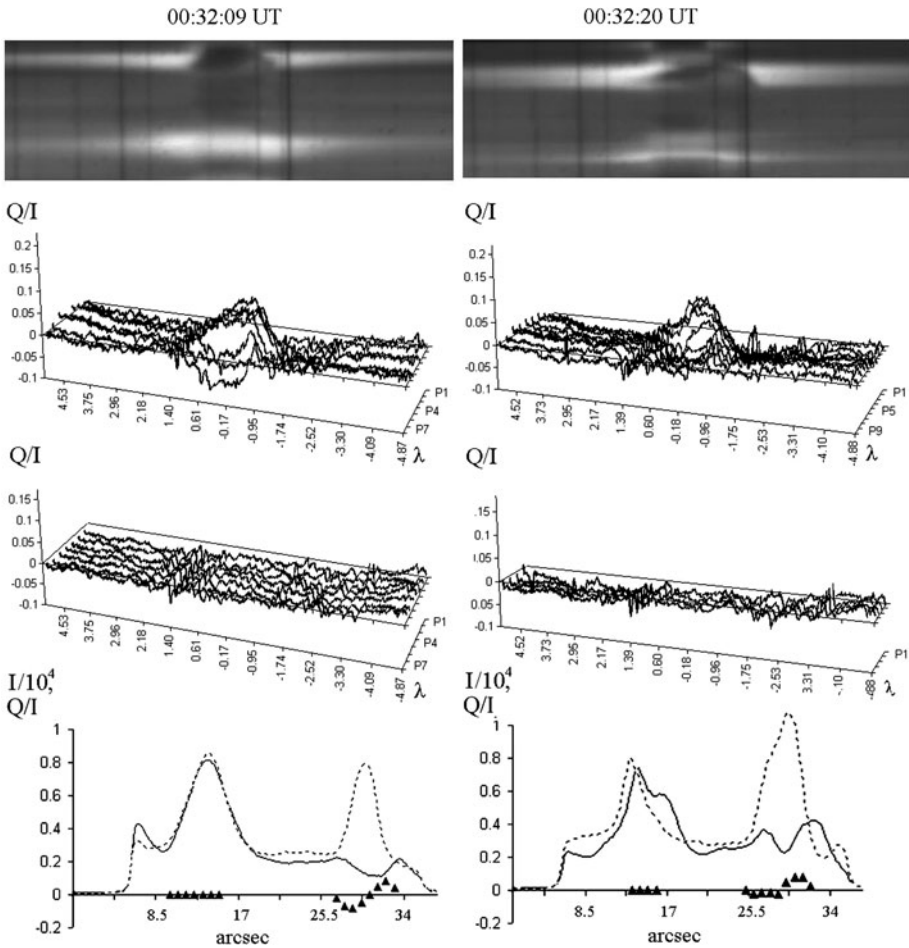 00:32:09 UT 00:32:20 UT
Q/I Q/I
0.2 0.2
0.15 0.15
0.1 0.1
0.05 0.05
0 0
-0.05 -0.05
-0.1 -0.1
4.53 3.75 2.96 2.18 1.40 0.61 -0.17 -0.95 -1.74 -2.52 -3.30 -4.09 -4.87
P1 P4 P7
λ
4.52 3.73 2.95 2.17 1.39 0.60 -0.18 -0.96 -1.75 -2.53 -3.31 -4.10 -4.88
P1 P5 P9
λ
Q/I Q/I
0.15 .15
0.1 0.1
0.05 0.05
0 0
-0.05 0.05
-0.1 -0.1
4.53 3.75 2.96 2.18 1.40 0.61 -0.17 -0.95 -1.74 -2.52 -3.30 -4.09 -4.87
P1 P4 P7
λ
4.52 3.73 2.95 2.17 1.39 0.60 -0.18 -0.96 -1.75 -2.53 3.31 -.10 -88
P1
λ
I/10⁴, I/10⁴,
Q/I Q/I
1 1
0.8 0.8
0.6 0.6
0.4 0.4
0.2 0.2
0 0
-0.2 -0.2
8.5 17 25.5 34 8.5 17 25.5 34
arcsec arcsec